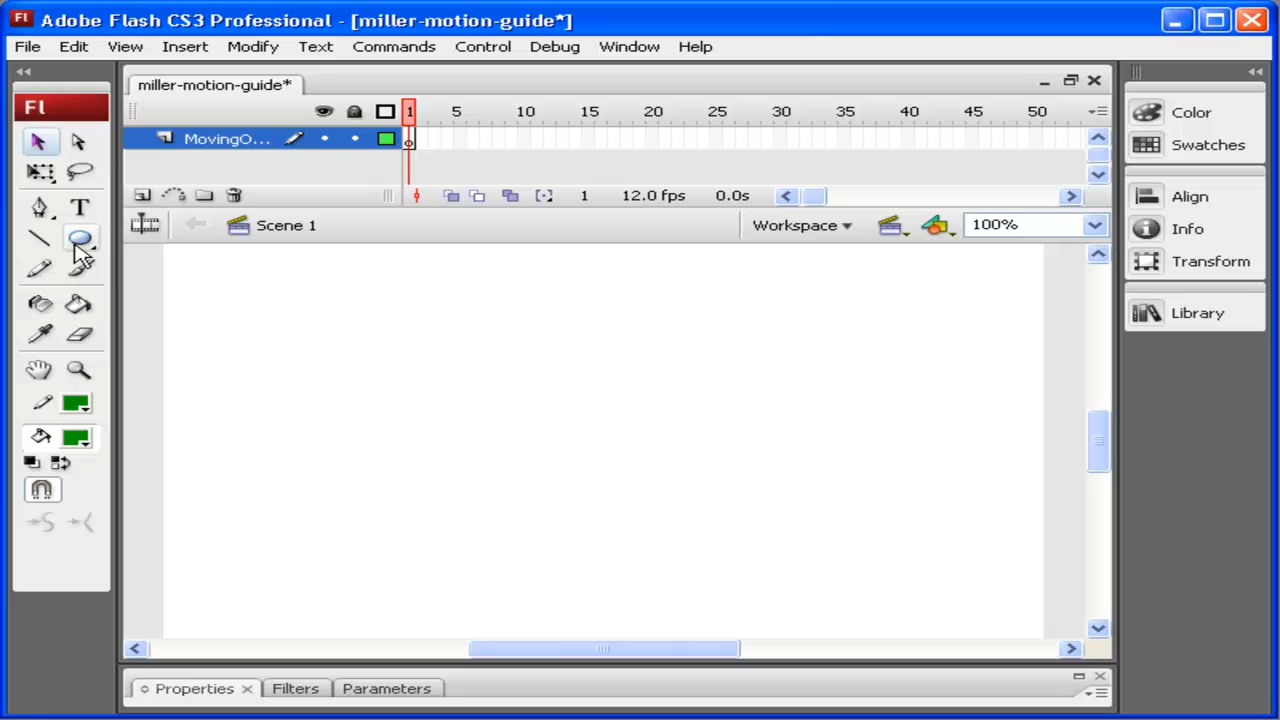 Fl Adobe Flash CS3 Professional - [miller-motion-guide*]
File Edit View Insert Modify Text Commands Control Debug Window Help
miller-motion-guide*
Fl
1 5 10 15 20 25 30 35 40 45 50
MovingO...
1 12.0 fps 0.0s
Scene 1
Workspace
100%
Color
Swatches
Align
Info
Transform
Library
Properties Filters Parameters